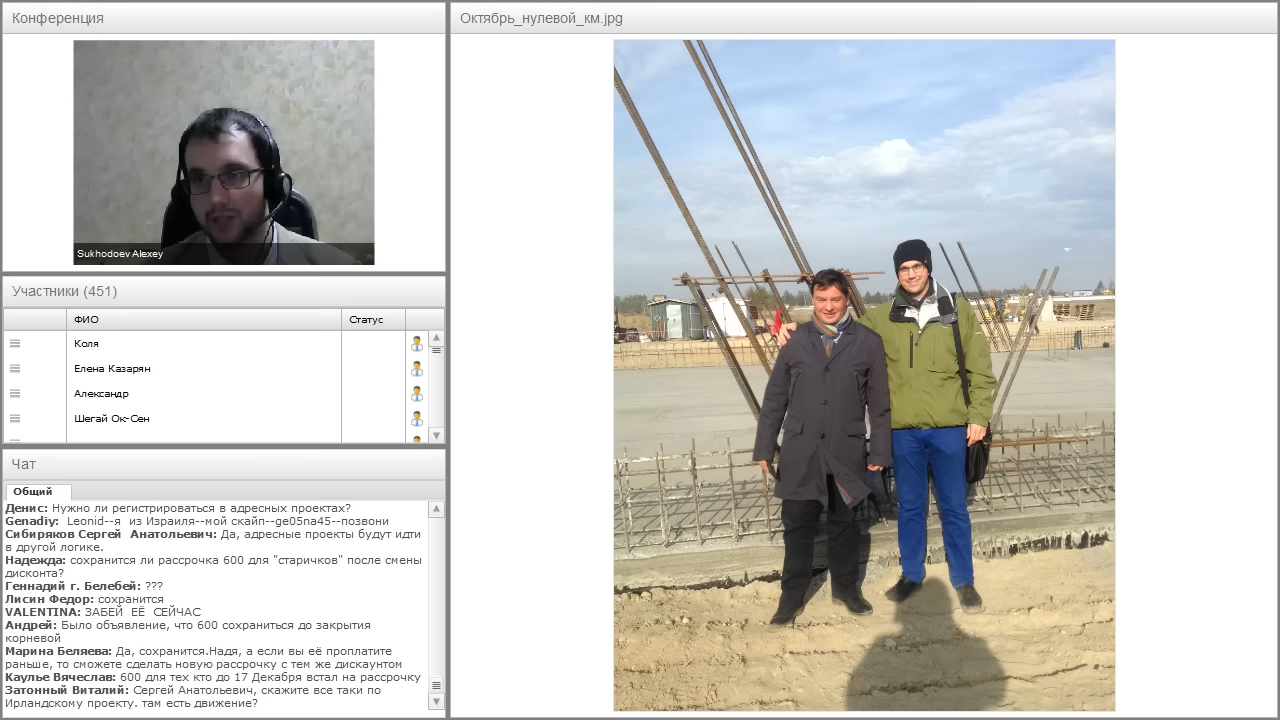 Конференция
Sukhodoev Alexey
Участники (451)
ФИО
Статус
Коля
Елена Казарян
Александр
Шегай Ок-Сен
Чат
Общий
Денис: Нужно ли регистрироваться в адресных проектах?
Genadiy: Leonid--я из Израиля--мой скайп--ge05na45--позвони
Сибиряков Сергей Анатольевич: Да, адресные проекты будут идти
в другой логике.
Надежда: сохранится ли рассрочка 600 для "старичков" после смены
дисконта?
Геннадий г. Белебей: ???
Лисин Федор: сохранится
VALENTINA: ЗАБЕЙ ЕЁ СЕЙЧАС
Андрей: Было объявление, что 600 сохраниться до закрытия
корневой
Марина Беляева: Да, сохранится.Надя, а если вы её проплатите
раньше, то сможете сделать новую рассрочку с тем же дискаунтом
Каулье Вячеслав: 600 для тех кто до 17 Декабря встал на рассрочку
Затонный Виталий: Сергей Анатольевич, скажите все таки по
Ирландскому проекту. там есть движение?
Октябрь_нулевой_км.jpg